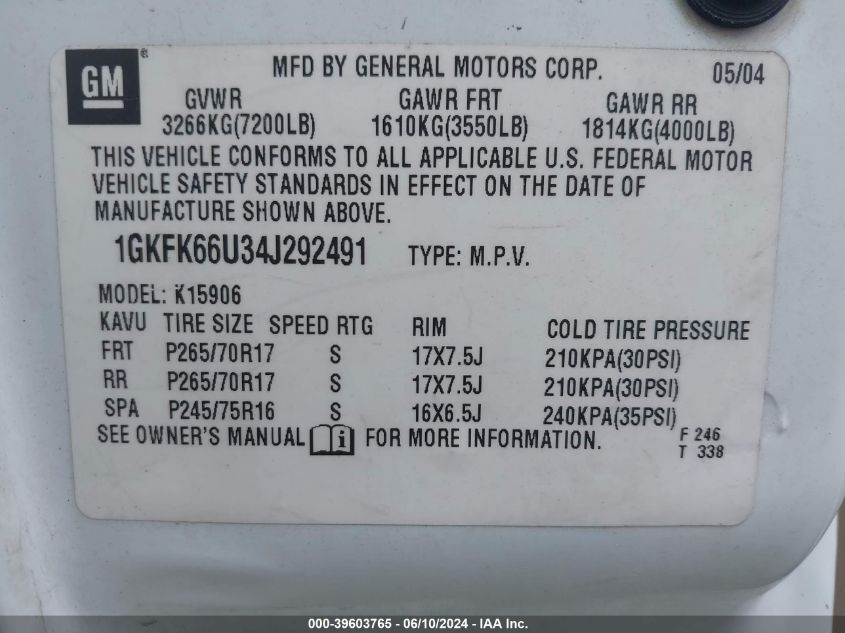 GM ®
MFD BY GENERAL MOTORS CORP. 05/04
GVWR GAWR FRT GAWR RR
3266KG(7200LB) 1610KG(3550LB) 1814KG(4000LB)
THIS VEHICLE CONFORMS TO ALL APPLICABLE U.S. FEDERAL MOTOR
VEHICLE SAFETY STANDARDS IN EFFECT ON THE DATE OF
MANUFACTURE SHOWN ABOVE.
1GKFK66U34J292491 TYPE: M.P.V.
MODEL: K15906
KAVU TIRE SIZE SPEED RTG RIM COLD TIRE PRESSURE
FRT P265/70R17 S 17X7.5J 210KPA(30PSI)
RR P265/70R17 S 17X7.5J 210KPA(30PSI)
SPA P245/75R16 S 16X6.5J 240KPA(35PSI)
SEE OWNER'S MANUAL i FOR MORE INFORMATION.
F 246
T 338
000-39603765 - 06/10/2024 - IAA Inc.